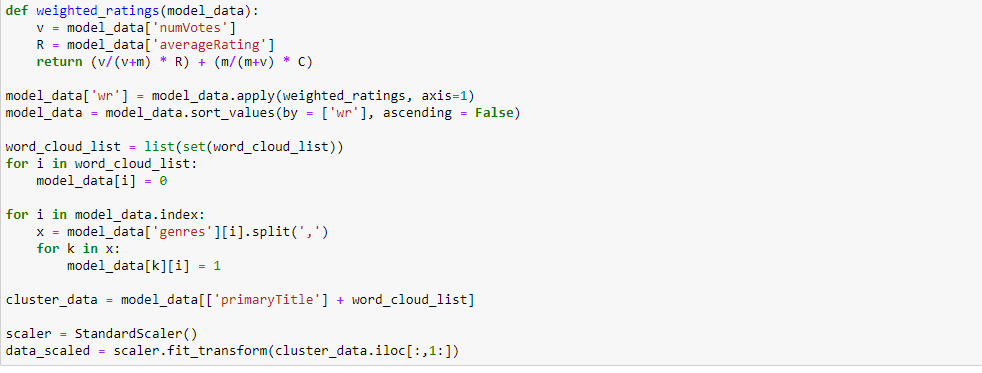 def weighted_ratings(model_data):
    v = model_data['numVotes']
    R = model_data['averageRating']
    return (v/(v+m) * R) + (m/(m+v) * C)

model_data['wr'] = model_data.apply(weighted_ratings, axis=1)
model_data = model_data.sort_values(by = ['wr'], ascending = False)

word_cloud_list = list(set(word_cloud_list))
for i in word_cloud_list:
    model_data[i] = 0

for i in model_data.index:
    x = model_data['genres'][i].split(',')
    for k in x:
        model_data[k][i] = 1

cluster_data = model_data[['primaryTitle'] + word_cloud_list]

scaler = StandardScaler()
data_scaled = scaler.fit_transform(cluster_data.iloc[:,1:])